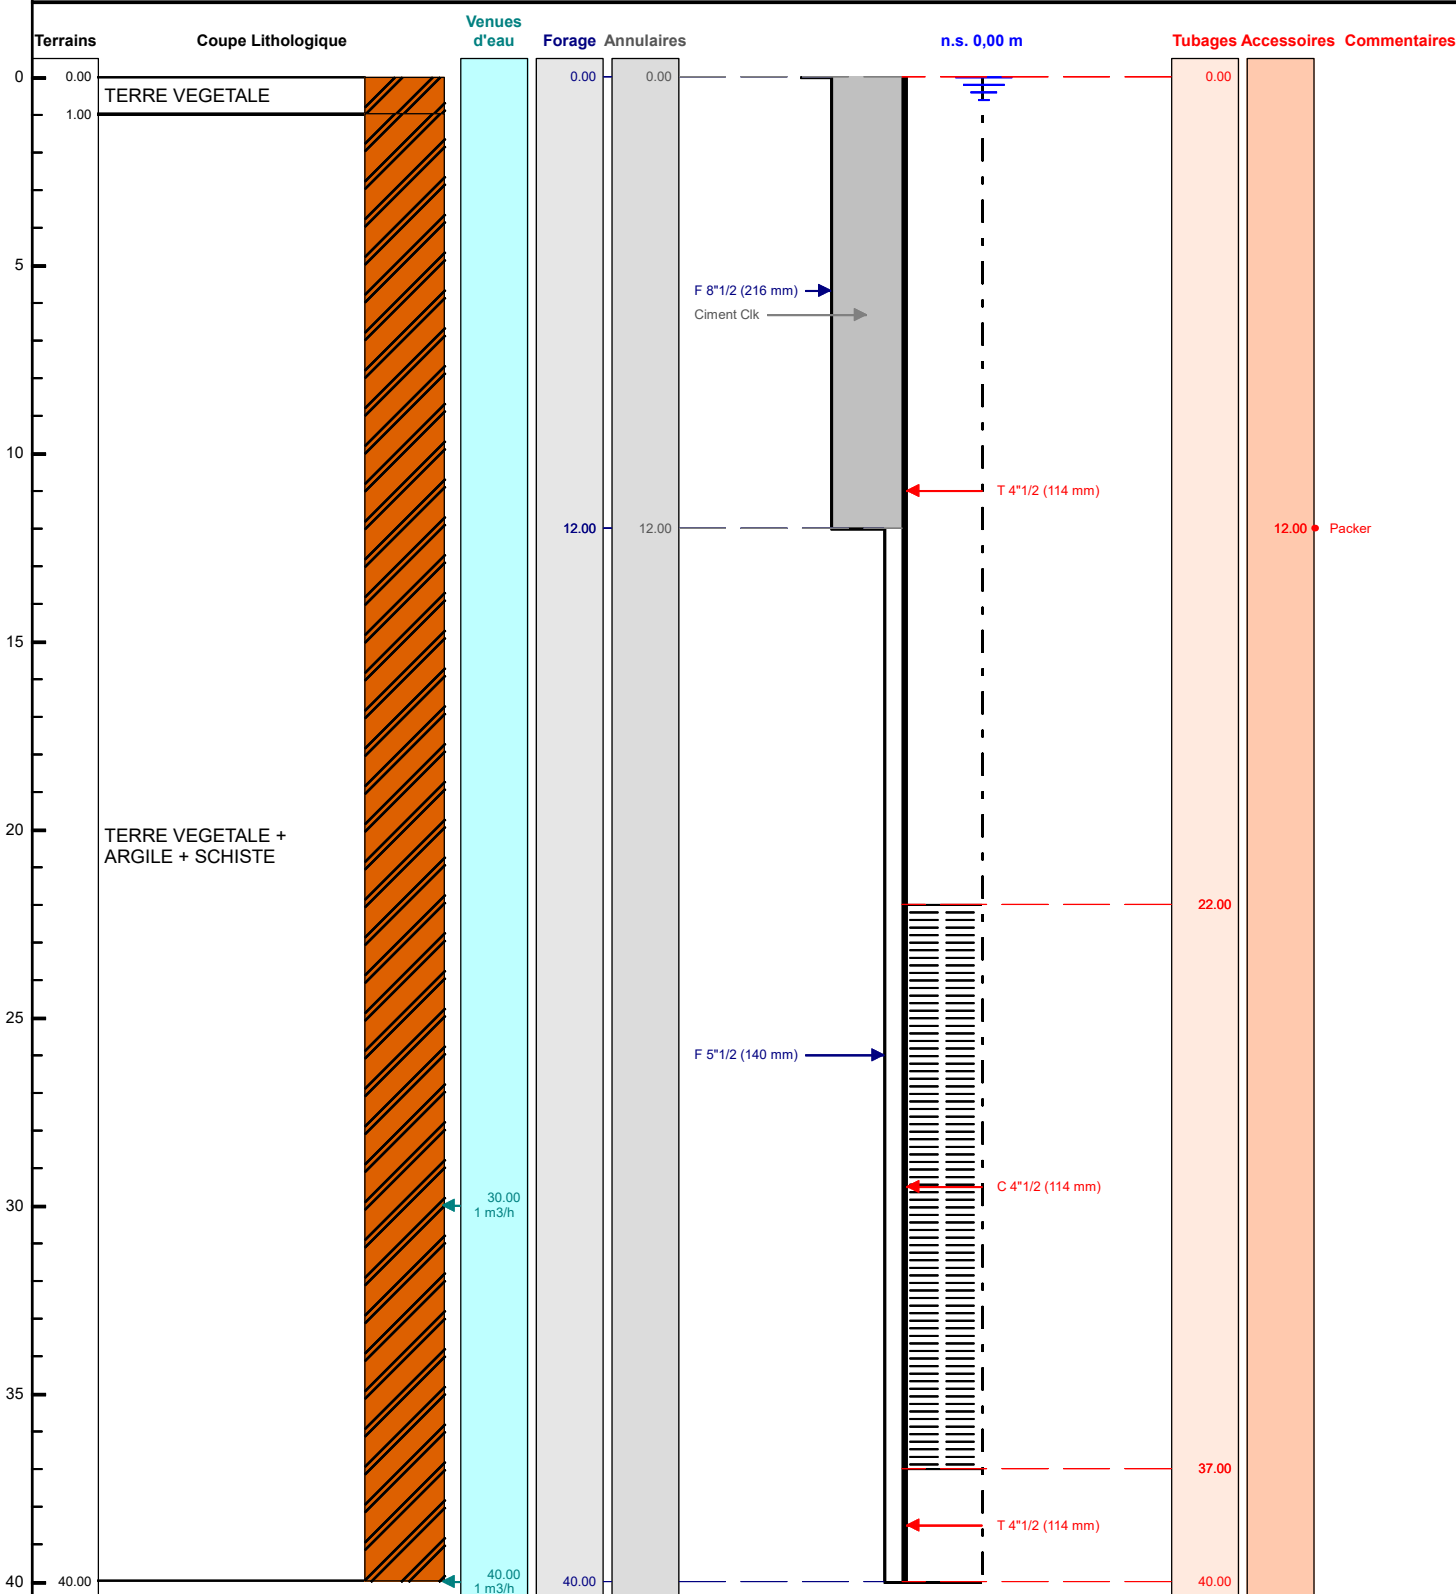 Terrains Coupe Lithologique Venues d'eau Forage Annulaires n.s. 0,00 m Tubages Accessoires Commentaires
0 0.00 0.00 0.00 0.00
TERRE VEGETALE
1.00
5
F 8"1/2 (216 mm)
Ciment Clk
10
T 4"1/2 (114 mm)
12.00 12.00 12.00 Packer
15
20
TERRE VEGETALE +
ARGILE + SCHISTE
22.00
25
F 5"1/2 (140 mm)
C 4"1/2 (114 mm)
30 30.00
1 m3/h
35
37.00
T 4"1/2 (114 mm)
40 40.00 40.00 40.00 40.00
1 m3/h